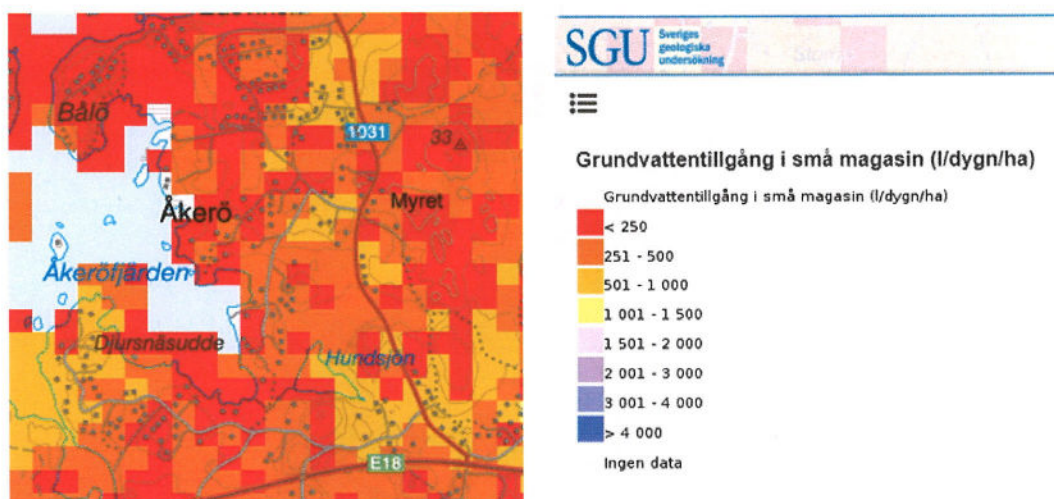 Bålö
1031
33
Åkerö
Myret
Åkeröfjärden
Djursnäsudde
Hundsjön
E18
SGU
Sveriges
geologiska
undersökning
Grundvattentillgång i små magasin (l/dygn/ha)
Grundvattentillgång i små magasin (l/dygn/ha)
< 250
251 - 500
501 - 1 000
1 001 - 1 500
1 501 - 2 000
2 001 - 3 000
3 001 - 4 000
> 4 000
Ingen data